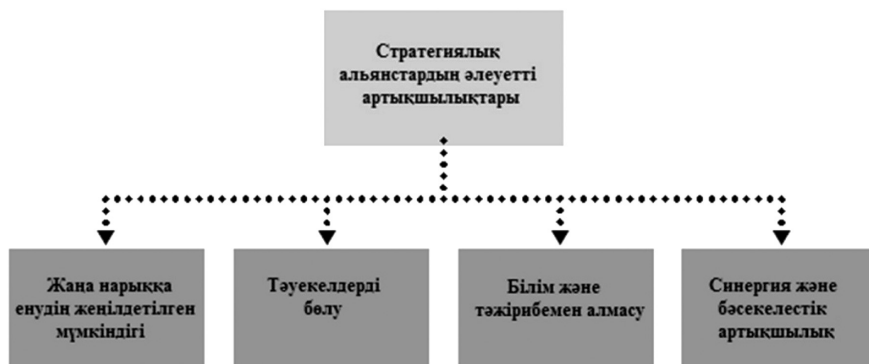 Стратегиялық
альянстардың әлеуетті
артықшылықтары
Жаңа нарыққа
енудің жеңілдетілген
мүмкіндігі
Тәуекелдерді
бөлу
Білім және
тәжірибемен алмасу
Синергия және
бәсекелестік
артықшылық